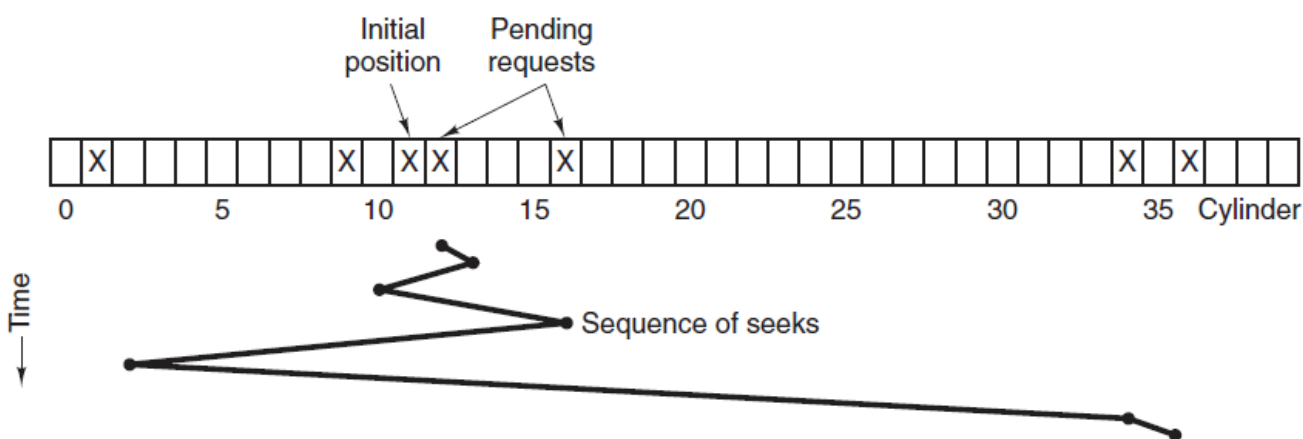 Initial
position
Pending
requests
X X X X X X X
0 5 10 15 20 25 30 35 Cylinder
Time
Sequence of seeks